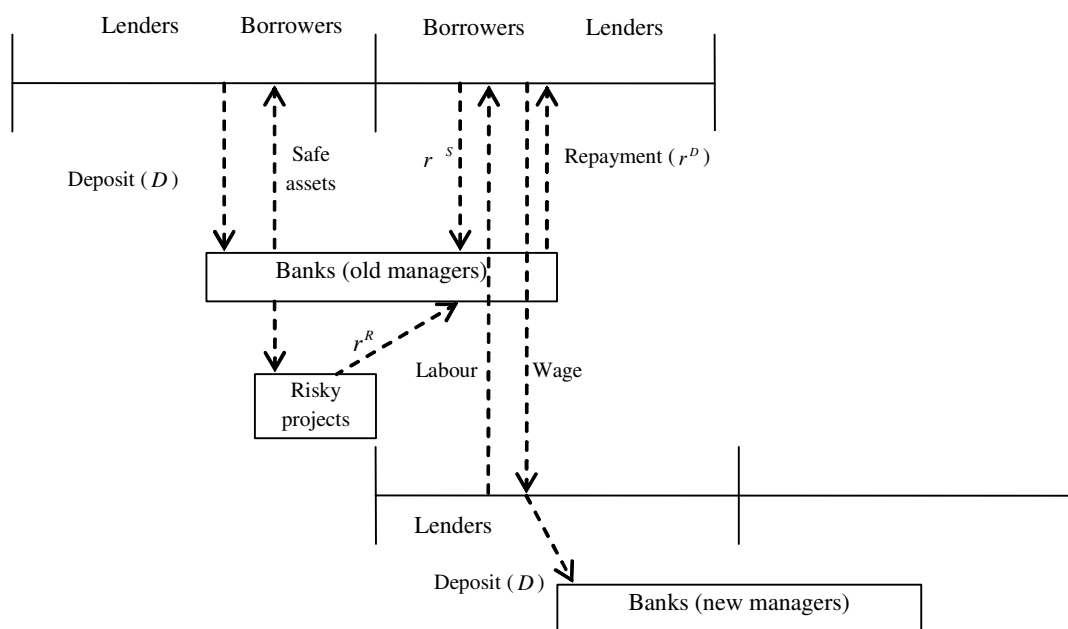 Lenders Borrowers Borrowers Lenders
Deposit (D)
Safe
assets
r S
Repayment (r^D)
Banks (old managers)
r^R
Labour
Wage
Risky
projects
Lenders
Deposit (D)
Banks (new managers)